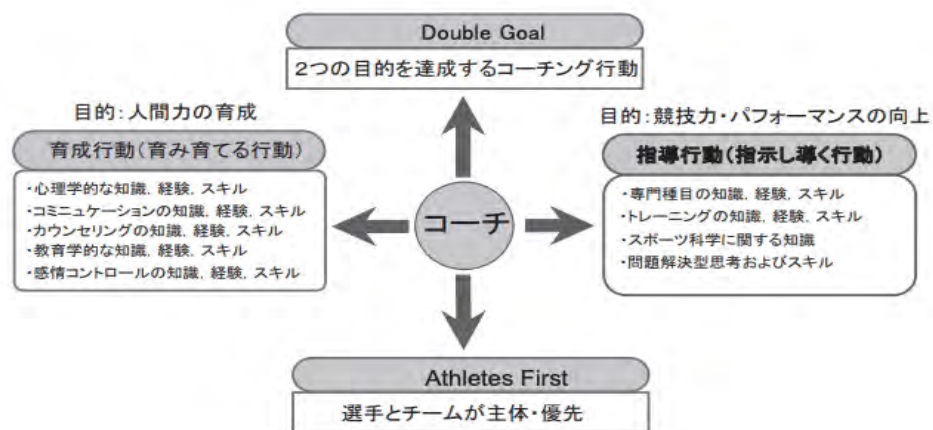 Double Goal
2つの目的を達成するコーチング行動
目的:人間力の育成
育成行動(育み育てる行動)
・心理学的な知識, 経験, スキル
・コミニュケーションの知識, 経験, スキル
・カウンセリングの知識, 経験, スキル
・教育学的な知識, 経験, スキル
・感情コントロールの知識, 経験, スキル
コーチ
目的:競技力・パフォーマンスの向上
指導行動(指示し導く行動)
・専門種目の知識, 経験, スキル
・トレーニングの知識, 経験, スキル
・スポーツ科学に関する知識
・問題解決型思考およびスキル
Athletes First
選手とチームが主体・優先